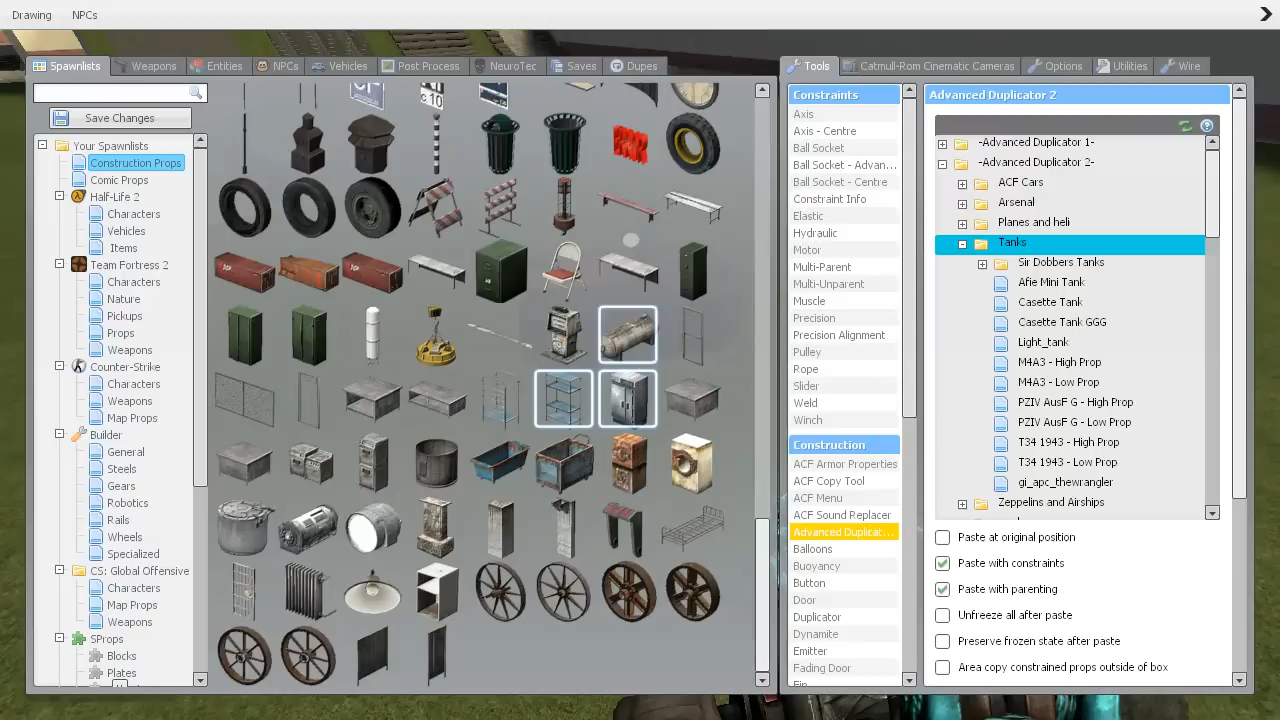 Drawing NPCs
Spawnlists Weapons Entities NPCs Vehicles Post Process NeuroTec Saves Dupes
Save Changes
Your Spawnlists
Construction Props
Comic Props
Half-Life 2
Characters
Vehicles
Items
Team Fortress 2
Characters
Nature
Pickups
Props
Weapons
Counter-Strike
Characters
Weapons
Map Props
Builder
General
Steels
Gears
Robotics
Rails
Wheels
Specialized
CS: Global Offensive
Characters
Map Props
Weapons
SProps
Blocks
Plates
c 10
Tools Catmull-Rom Cinematic Cameras Options Utilities Wire
Constraints
Axis
Axis - Centre
Ball Socket
Ball Socket - Advan...
Ball Socket - Centre
Constraint Info
Elastic
Hydraulic
Motor
Multi-Parent
Multi-Unparent
Muscle
Precision
Precision Alignment
Pulley
Rope
Slider
Weld
Winch
Construction
ACF Armor Properties
ACF Copy Tool
ACF Menu
ACF Sound Replacer
Advanced Duplicat...
Balloons
Buoyancy
Button
Door
Duplicator
Dynamite
Emitter
Fading Door
Advanced Duplicator 2
-Advanced Duplicator 1-
-Advanced Duplicator 2-
ACF Cars
Arsenal
Planes and heli
Tanks
Sir Dobbers Tanks
Afie Mini Tank
Casette Tank
Casette Tank GGG
Light_tank
M4A3 - High Prop
M4A3 - Low Prop
PZIV AusF G - High Prop
PZIV AusF G - Low Prop
T34 1943 - High Prop
T34 1943 - Low Prop
gi_apc_thewrangler
Zeppelins and Airships
Paste at original position
Paste with constraints
Paste with parenting
Unfreeze all after paste
Preserve frozen state after paste
Area copy constrained props outside of box